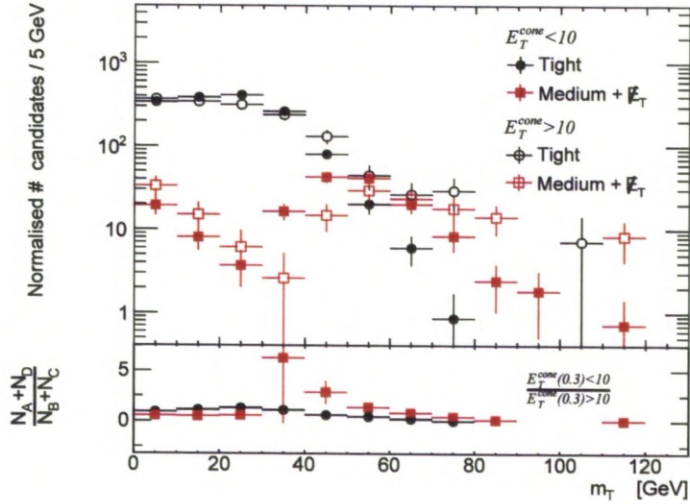 Normalised # candidates / 5 GeV
10³
10²
10
1
E_T^cone<10
Tight
Medium + E̸_T
E_T^cone>10
Tight
Medium + E̸_T
N_A+N_D
N_B+N_C
5
0
E_T^cone(0.3)<10
E_T^cone(0.3)>10
0 20 40 60 80 100 120
m_T [GeV]